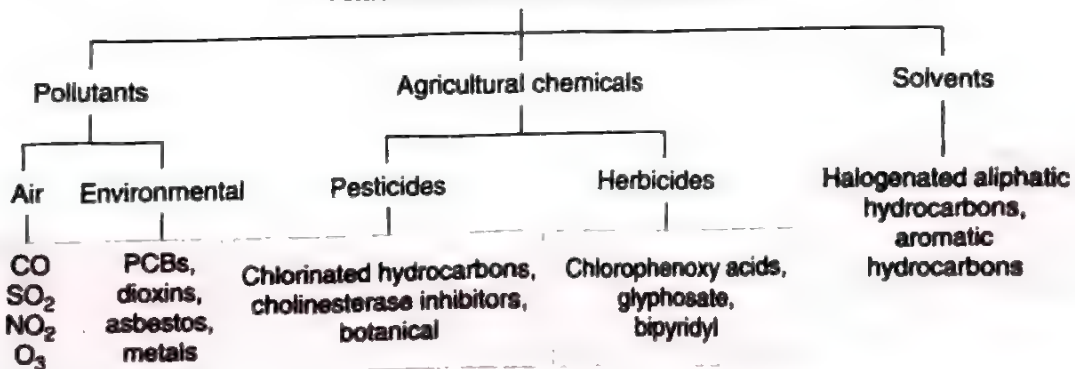 Pollutants
Agricultural chemicals
Solvents
Air
Environmental
Pesticides
Herbicides
Halogenated aliphatic
hydrocarbons,
aromatic
hydrocarbons
CO
SO₂
NO₂
O₃
PCBs,
dioxins,
asbestos,
metals
Chlorinated hydrocarbons,
cholinesterase inhibitors,
botanical
Chlorophenoxy acids,
glyphosate,
bipyridyl